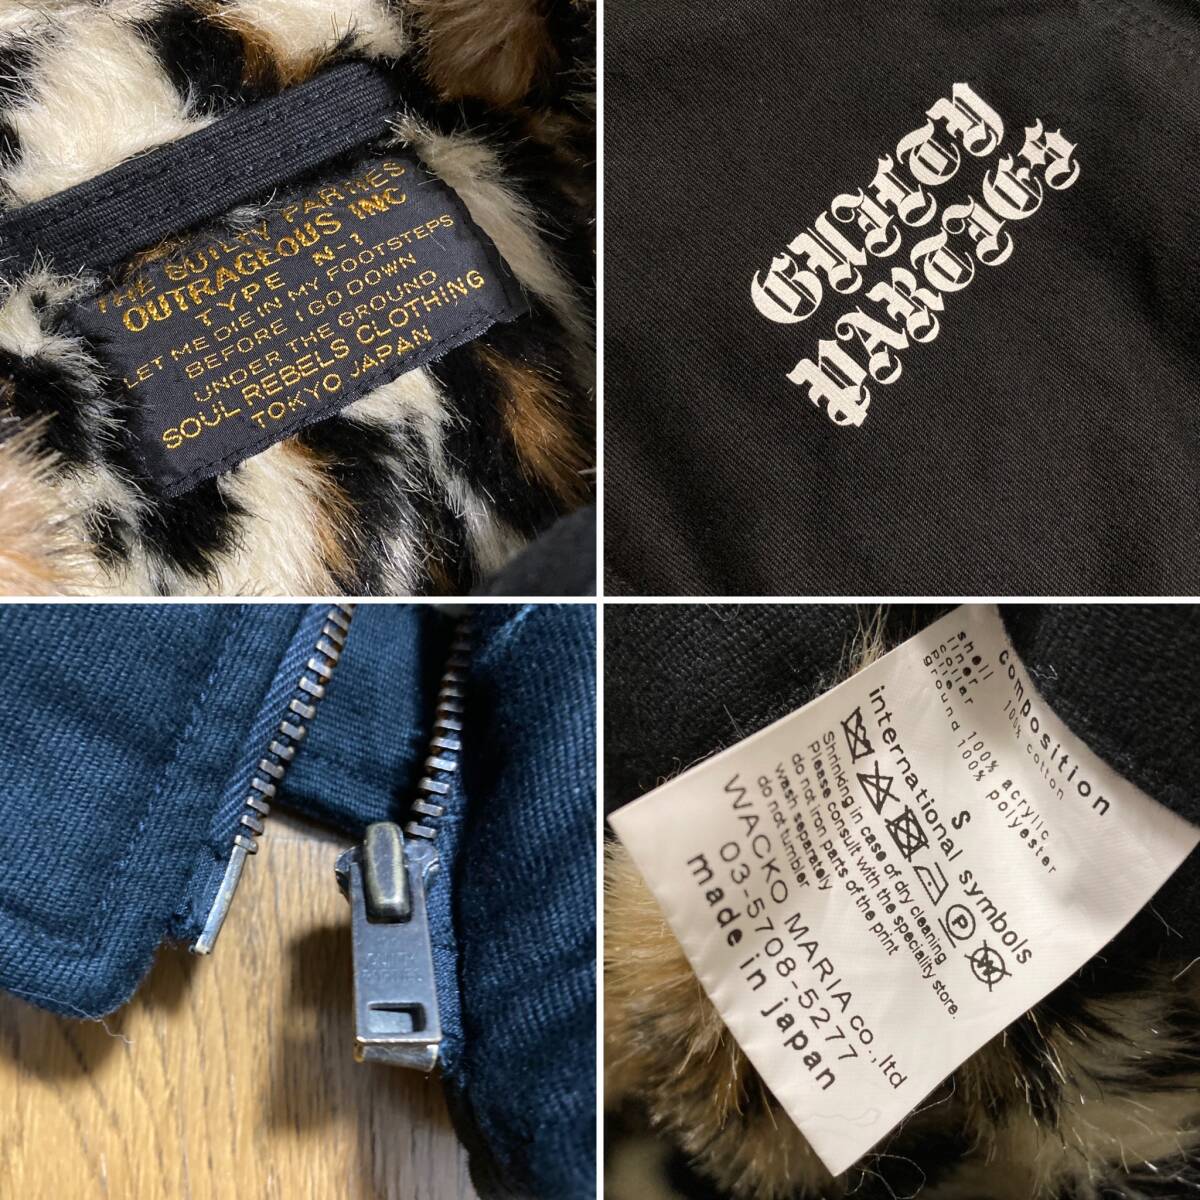 THE GUILTY PARTIES
OUTRAGEOUS INC
TYPE N-1
LET ME DIE IN MY FOOTSTEPS
BEFORE I GO DOWN
UNDER THE GROUND
SOUL REBELS CLOTHING
TOKYO JAPAN
GUILTY
PARTIES
composition
shell 100% cotton
liner
collar
pile 100% acrylic
ground 100% polyester
S
international symbols
P
Shrinking in case of dry cleaning
Please consult with the speciality store.
do not iron parts of the print
wash separately
do not tumbler
WACKO MARIA co.,ltd
03-5708-5277
made in japan